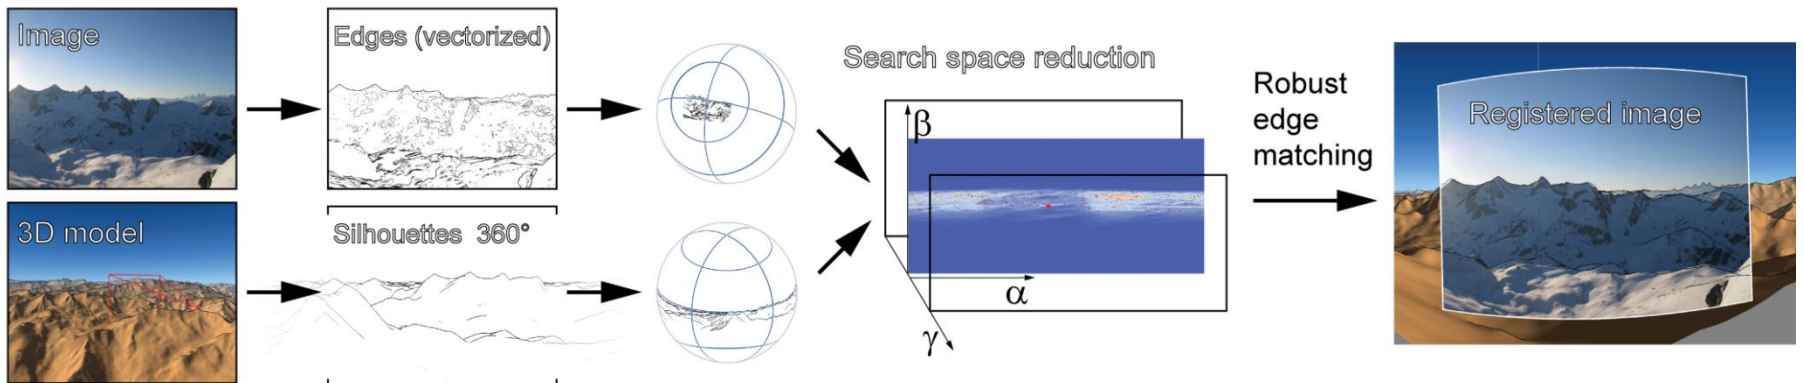 Image
Edges (vectorized)
3D model
Silhouettes 360°
Search space reduction
β
α
γ
Robust
edge
matching
Registered image